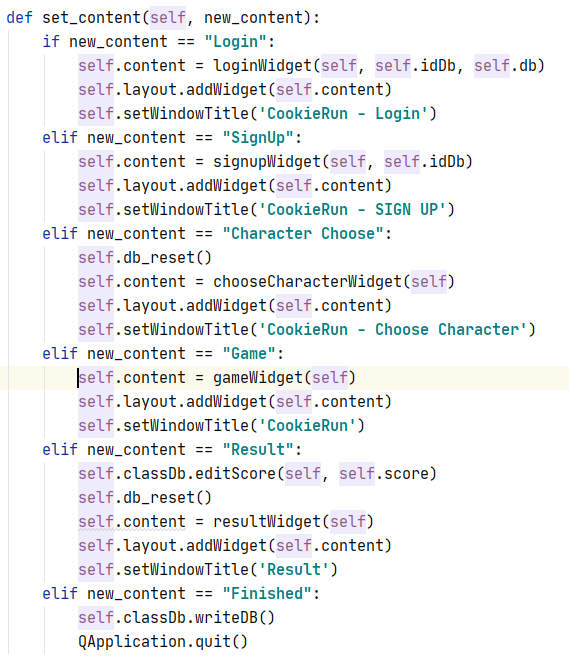 def set_content(self, new_content):
    if new_content == "Login":
        self.content = loginWidget(self, self.idDb, self.db)
        self.layout.addWidget(self.content)
        self.setWindowTitle('CookieRun - Login')
    elif new_content == "SignUp":
        self.content = signupWidget(self, self.idDb)
        self.layout.addWidget(self.content)
        self.setWindowTitle('CookieRun - SIGN UP')
    elif new_content == "Character Choose":
        self.db_reset()
        self.content = chooseCharacterWidget(self)
        self.layout.addWidget(self.content)
        self.setWindowTitle('CookieRun - Choose Character')
    elif new_content == "Game":
        self.content = gameWidget(self)
        self.layout.addWidget(self.content)
        self.setWindowTitle('CookieRun')
    elif new_content == "Result":
        self.classDb.editScore(self, self.score)
        self.db_reset()
        self.content = resultWidget(self)
        self.layout.addWidget(self.content)
        self.setWindowTitle('Result')
    elif new_content == "Finished":
        self.classDb.writeDB()
        QApplication.quit()